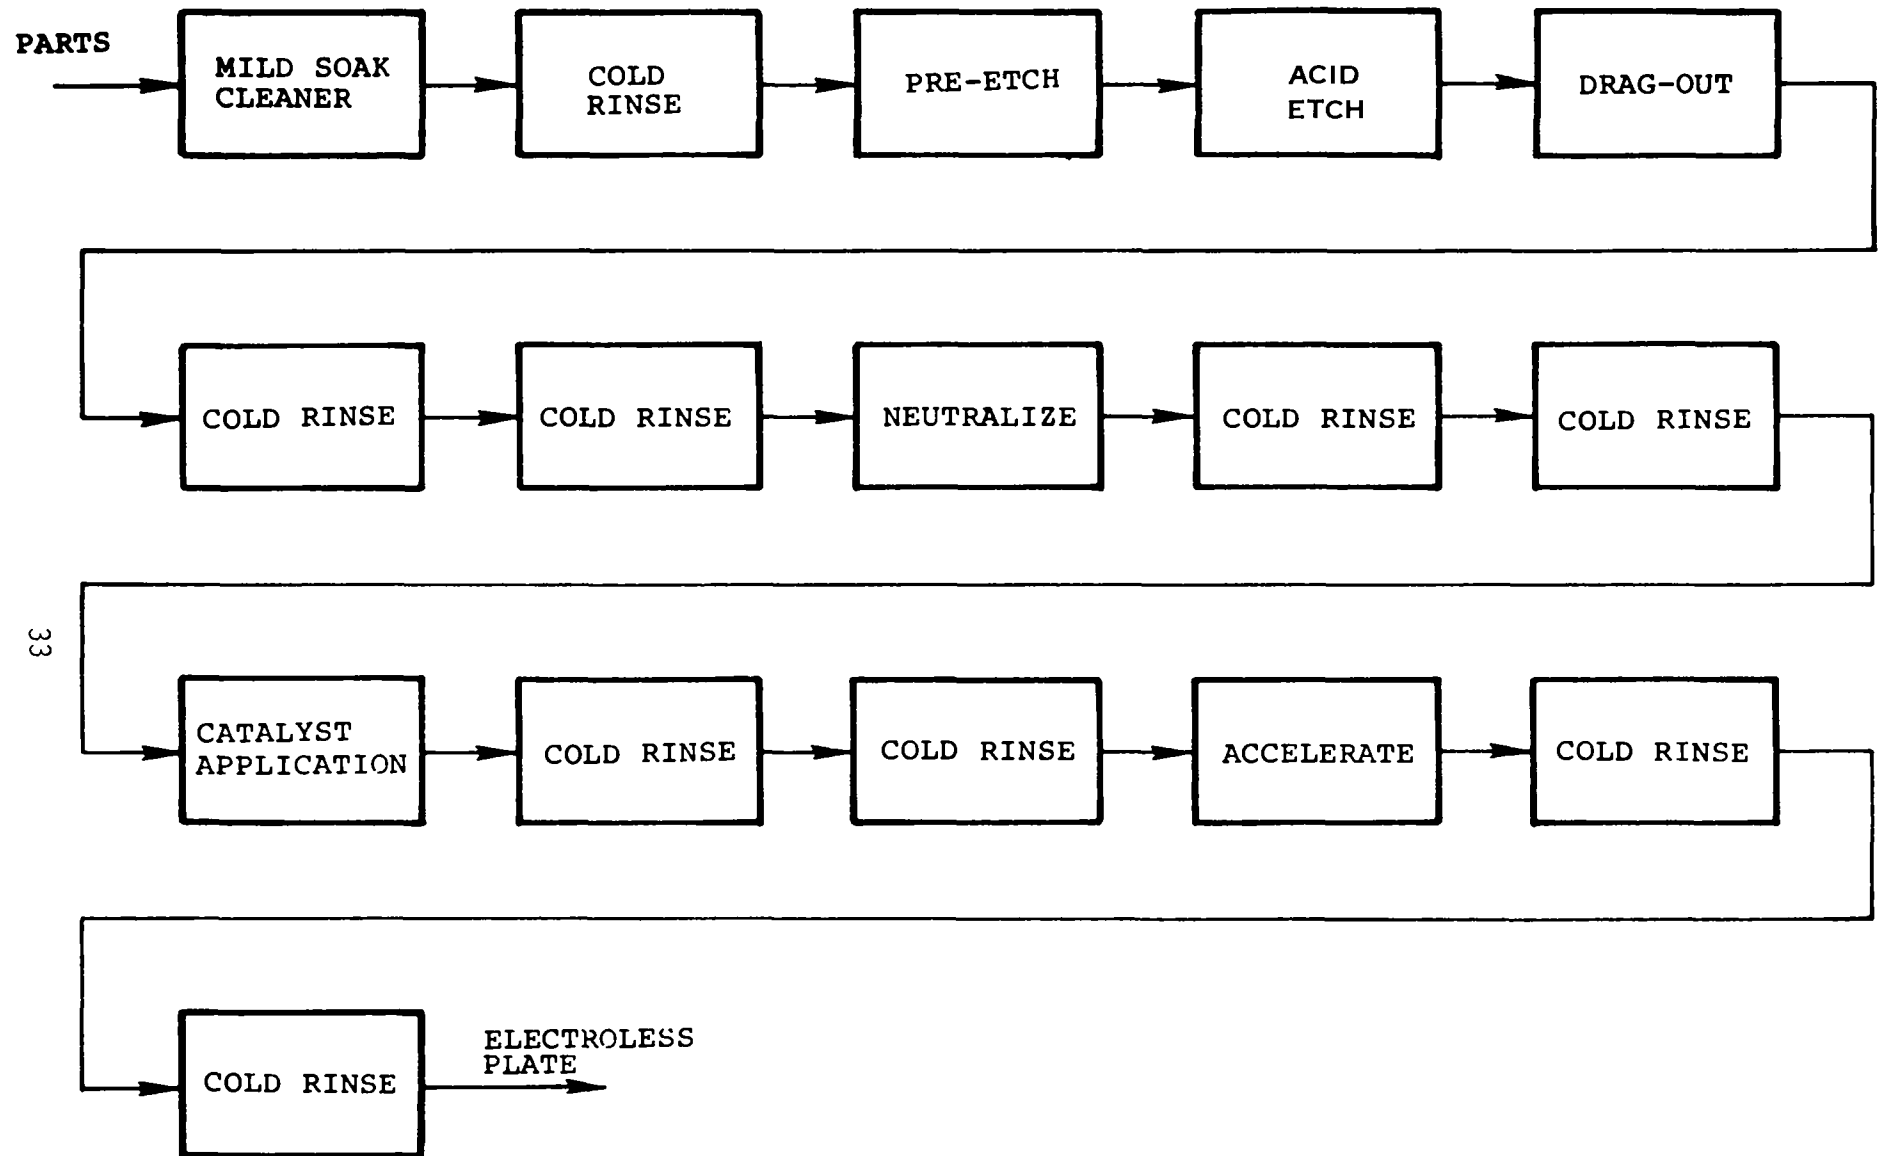 PARTS
MILD SOAK
CLEANER
COLD
RINSE
PRE-ETCH
ACID
ETCH
DRAG-OUT
COLD RINSE
COLD RINSE
NEUTRALIZE
COLD RINSE
COLD RINSE
33
CATALYST
APPLICATION
COLD RINSE
COLD RINSE
ACCELERATE
COLD RINSE
COLD RINSE
ELECTROLESS
PLATE